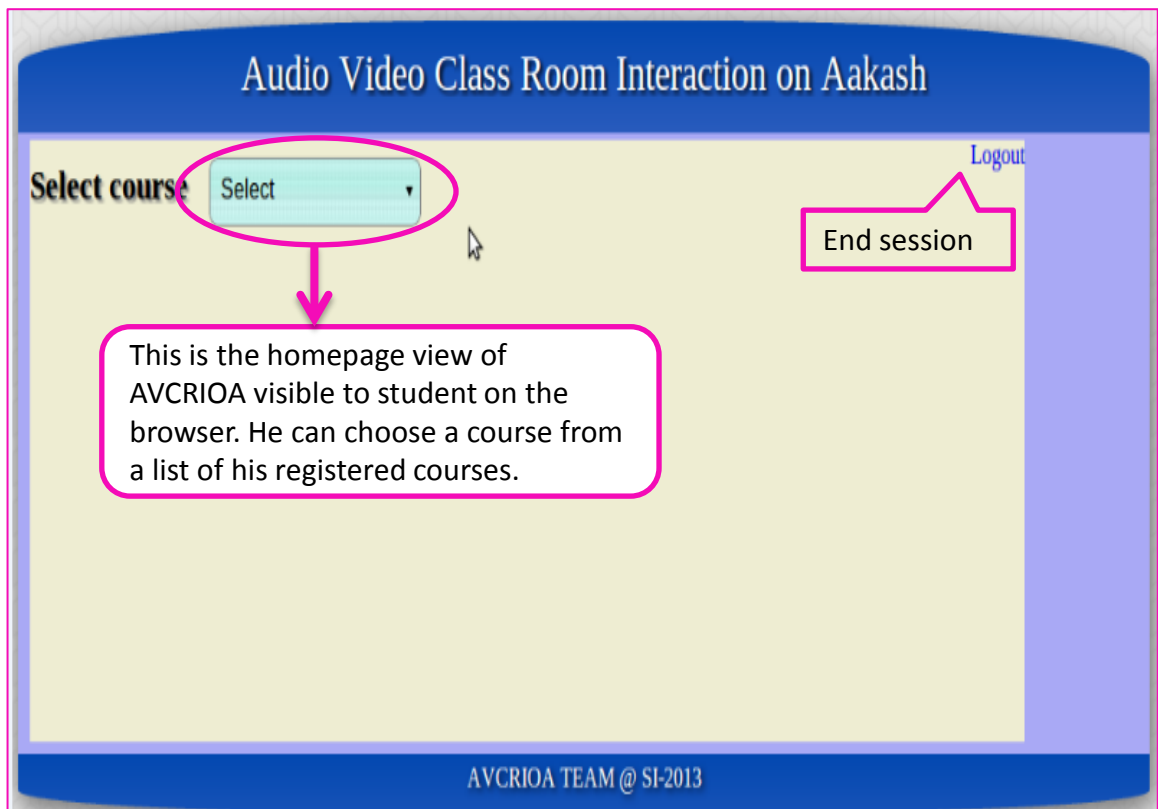 Audio Video Class Room Interaction on Aakash
Logout
Select course Select
End session
This is the homepage view of
AVCRIOA visible to student on the
browser. He can choose a course from
a list of his registered courses.
AVCRIOA TEAM @ SI-2013